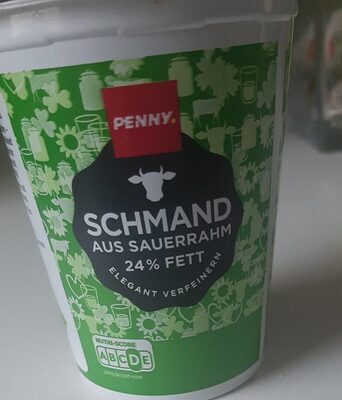 PENNY.
SCHMAND
AUS SAUERRAHM
24% FETT
ELEGANT VERFEINERN
NUTRI-SCORE
ABCDE